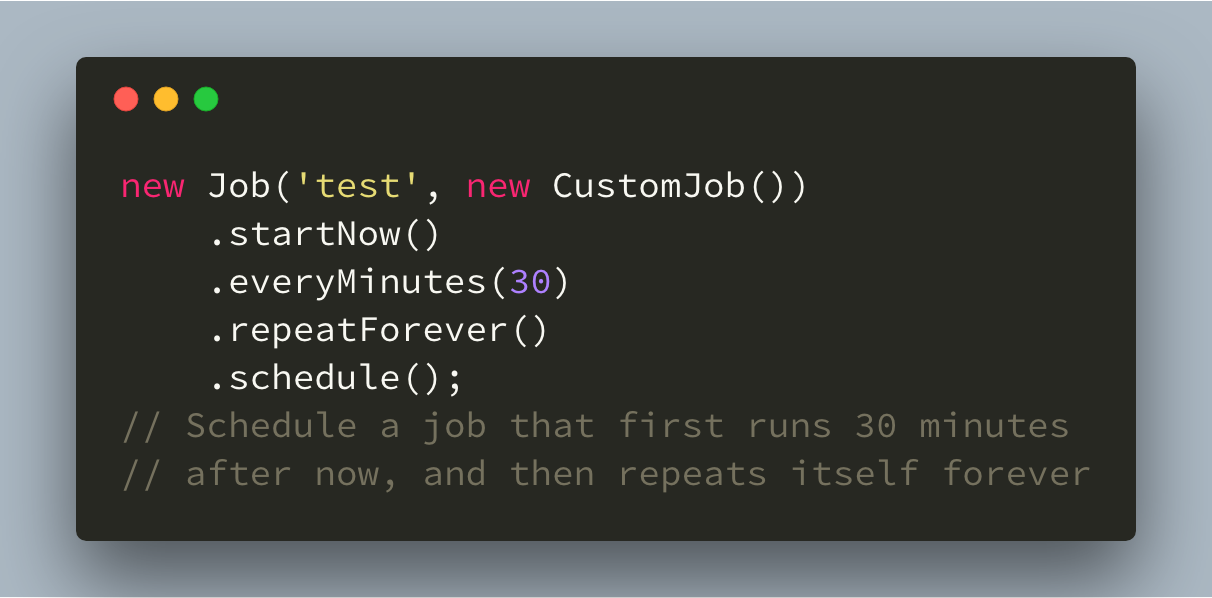 new Job('test', new CustomJob())
    .startNow()
    .everyMinutes(30)
    .repeatForever()
    .schedule();
// Schedule a job that first runs 30 minutes
// after now, and then repeats itself forever